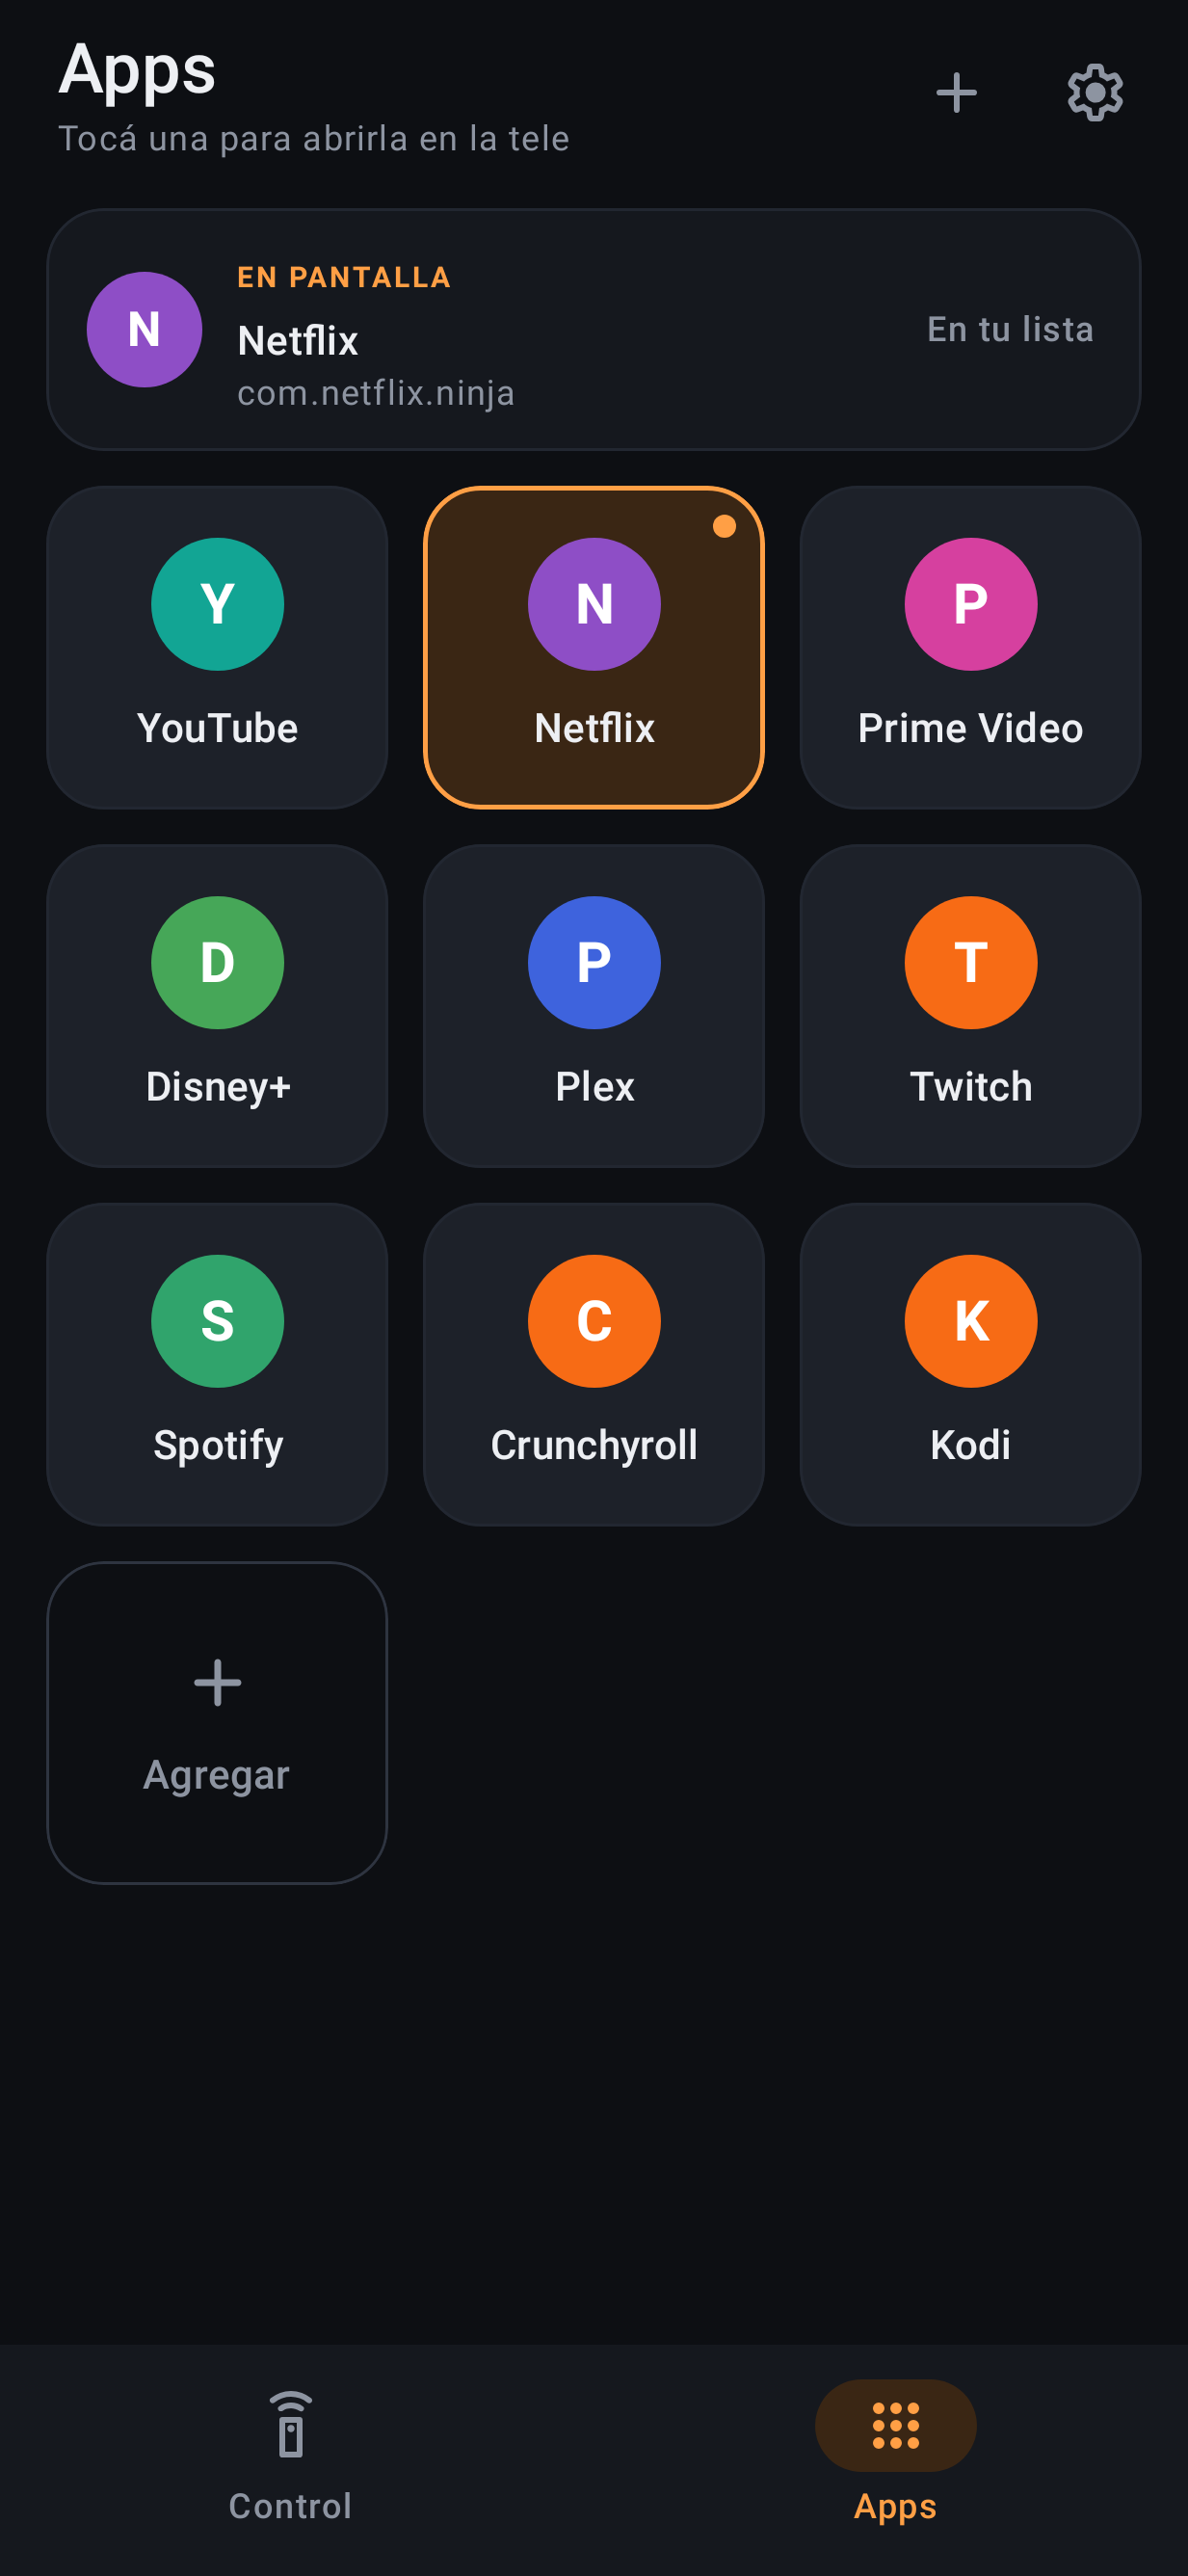 Apps
Tocá una para abrirla en la tele
EN PANTALLA
N
Netflix
En tu lista
com.netflix.ninja
Y
N
P
YouTube
Netflix
Prime Video
D
P
T
Disney+
Plex
Twitch
S
C
K
Spotify
Crunchyroll
Kodi
Agregar
Control
Apps